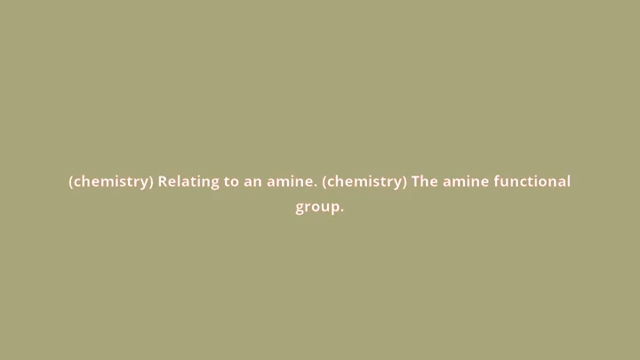 (chemistry) Relating to an amine. (chemistry) The amine functional
group.